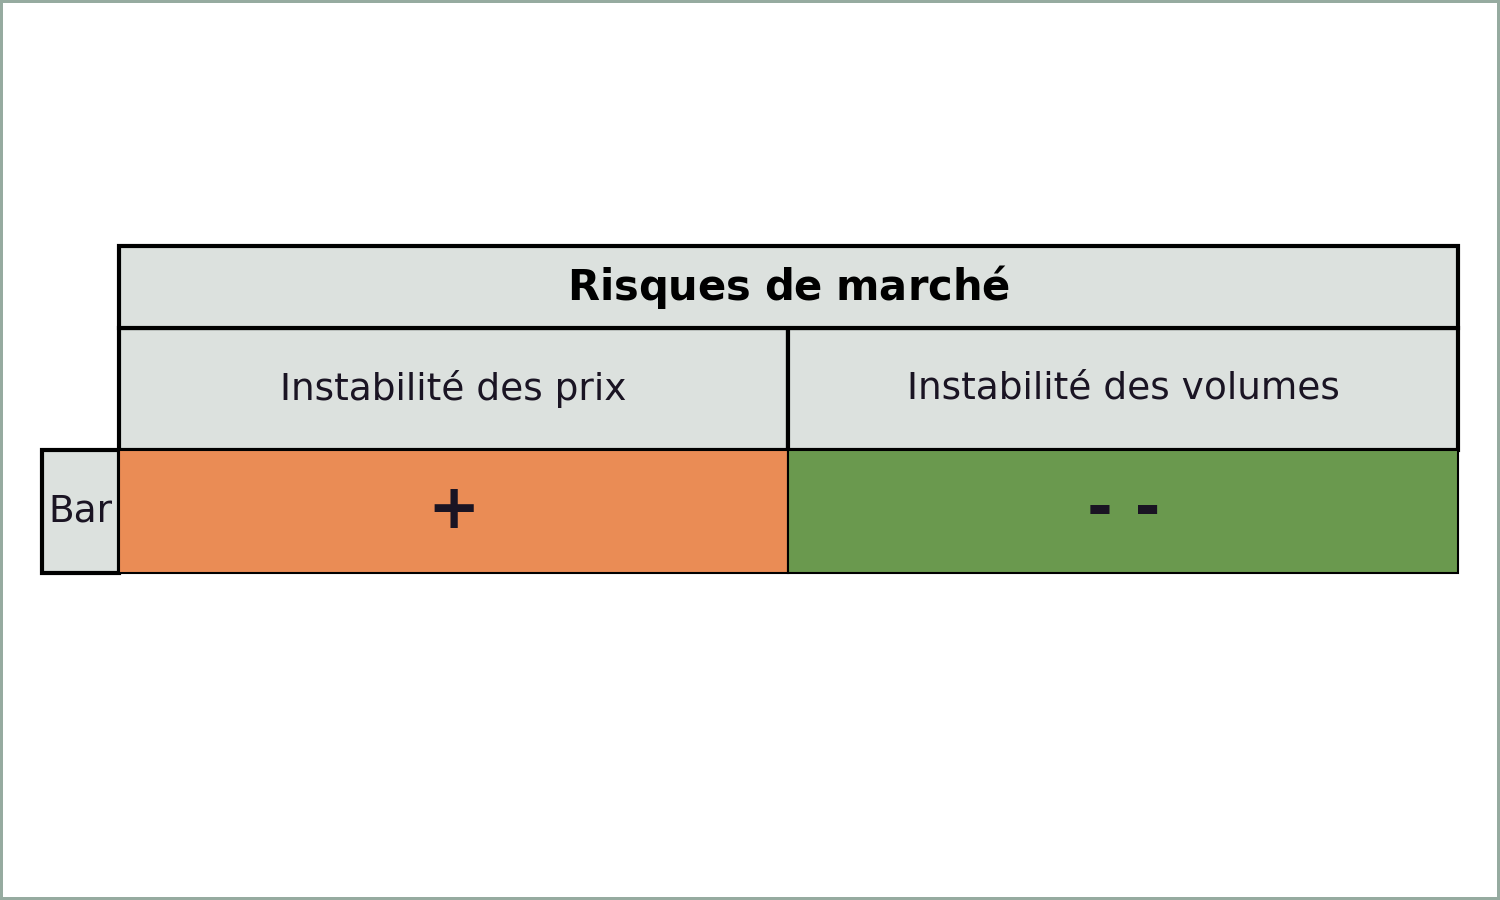 Risques de marché
Instabilité des prix
Instabilité des volumes
Bar
+
- -